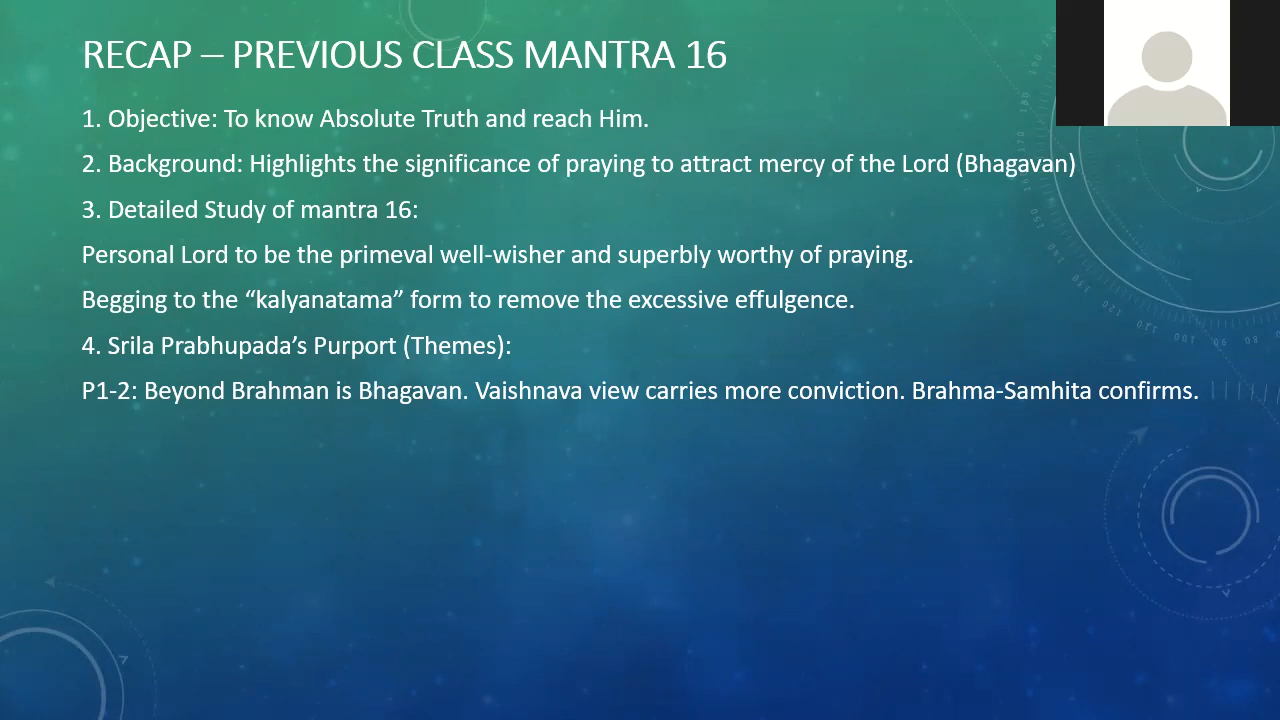 RECAP – PREVIOUS CLASS MANTRA 16
1. Objective: To know Absolute Truth and reach Him.
2. Background: Highlights the significance of praying to attract mercy of the Lord (Bhagavan)
3. Detailed Study of mantra 16:
Personal Lord to be the primeval well-wisher and superbly worthy of praying.
Begging to the “kalyanatama” form to remove the excessive effulgence.
4. Srila Prabhupada’s Purport (Themes):
P1-2: Beyond Brahman is Bhagavan. Vaishnava view carries more conviction. Brahma-Samhita confirms.